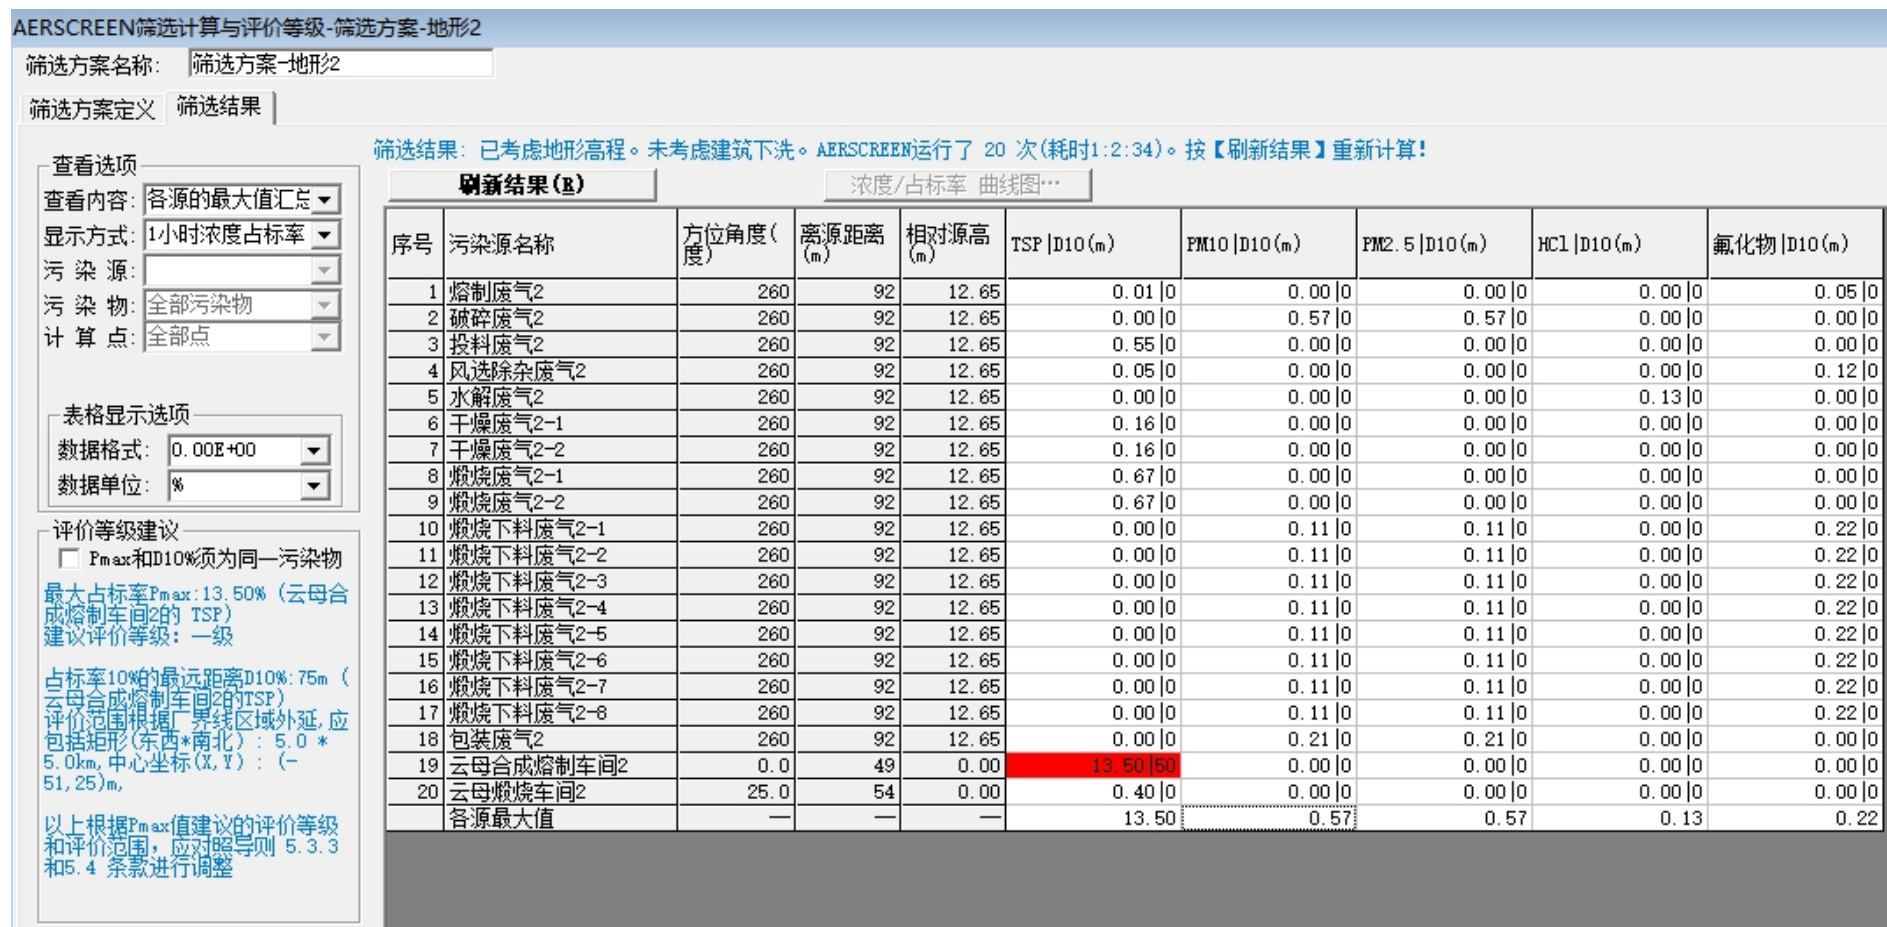 AERSCREEN筛选计算与评价等级-筛选方案-地形2
筛选方案名称: 筛选方案-地形2
筛选方案定义 筛选结果
筛选结果: 已考虑地形高程。未考虑建筑下洗。AERSCREEN运行了 20 次(耗时1:2:34)。按【刷新结果】重新计算!
刷新结果(R) 浓度/占标率 曲线图…
查看选项
查看内容: 各源的最大值汇总
显示方式: 1小时浓度占标率
污 染 源:
污 染 物: 全部污染物
计 算 点: 全部点
表格显示选项
数据格式: 0.00E+00
数据单位: %
评价等级建议
Pmax和D10%须为同一污染物
最大占标率Pmax:13.50% (云母合
成熔制车间2的 TSP)
建议评价等级: 一级
占标率10%的最远距离D10%:75m (
云母合成熔制车间2的TSP)
评价范围根据厂界线区域外延,应
包括矩形(东西*南北) : 5.0 *
5.0km,中心坐标(X,Y) : (-
51,25)m,
以上根据Pmax值建议的评价等级
和评价范围，应对照导则 5.3.3
和5.4 条款进行调整
序号 污染源名称 方位角度(度) 离源距离(m) 相对源高(m) TSP|D10(m) PM10|D10(m) PM2.5|D10(m) HCl|D10(m) 氟化物|D10(m)
1 熔制废气2 260 92 12.65 0.01|0 0.00|0 0.00|0 0.00|0 0.05|0
2 破碎废气2 260 92 12.65 0.00|0 0.57|0 0.57|0 0.00|0 0.00|0
3 投料废气2 260 92 12.65 0.55|0 0.00|0 0.00|0 0.00|0 0.00|0
4 风选除杂废气2 260 92 12.65 0.05|0 0.00|0 0.00|0 0.00|0 0.12|0
5 水解废气2 260 92 12.65 0.00|0 0.00|0 0.00|0 0.13|0 0.00|0
6 干燥废气2-1 260 92 12.65 0.16|0 0.00|0 0.00|0 0.00|0 0.00|0
7 干燥废气2-2 260 92 12.65 0.16|0 0.00|0 0.00|0 0.00|0 0.00|0
8 煅烧废气2-1 260 92 12.65 0.67|0 0.00|0 0.00|0 0.00|0 0.00|0
9 煅烧废气2-2 260 92 12.65 0.67|0 0.00|0 0.00|0 0.00|0 0.00|0
10 煅烧下料废气2-1 260 92 12.65 0.00|0 0.11|0 0.11|0 0.00|0 0.22|0
11 煅烧下料废气2-2 260 92 12.65 0.00|0 0.11|0 0.11|0 0.00|0 0.22|0
12 煅烧下料废气2-3 260 92 12.65 0.00|0 0.11|0 0.11|0 0.00|0 0.22|0
13 煅烧下料废气2-4 260 92 12.65 0.00|0 0.11|0 0.11|0 0.00|0 0.22|0
14 煅烧下料废气2-5 260 92 12.65 0.00|0 0.11|0 0.11|0 0.00|0 0.22|0
15 煅烧下料废气2-6 260 92 12.65 0.00|0 0.11|0 0.11|0 0.00|0 0.22|0
16 煅烧下料废气2-7 260 92 12.65 0.00|0 0.11|0 0.11|0 0.00|0 0.22|0
17 煅烧下料废气2-8 260 92 12.65 0.00|0 0.11|0 0.11|0 0.00|0 0.22|0
18 包装废气2 260 92 12.65 0.00|0 0.21|0 0.21|0 0.00|0 0.00|0
19 云母合成熔制车间2 0.0 49 0.00 13.50|50 0.00|0 0.00|0 0.00|0 0.00|0
20 云母煅烧车间2 25.0 54 0.00 0.40|0 0.00|0 0.00|0 0.00|0 0.00|0
各源最大值 — — — 13.50 0.57 0.57 0.13 0.22